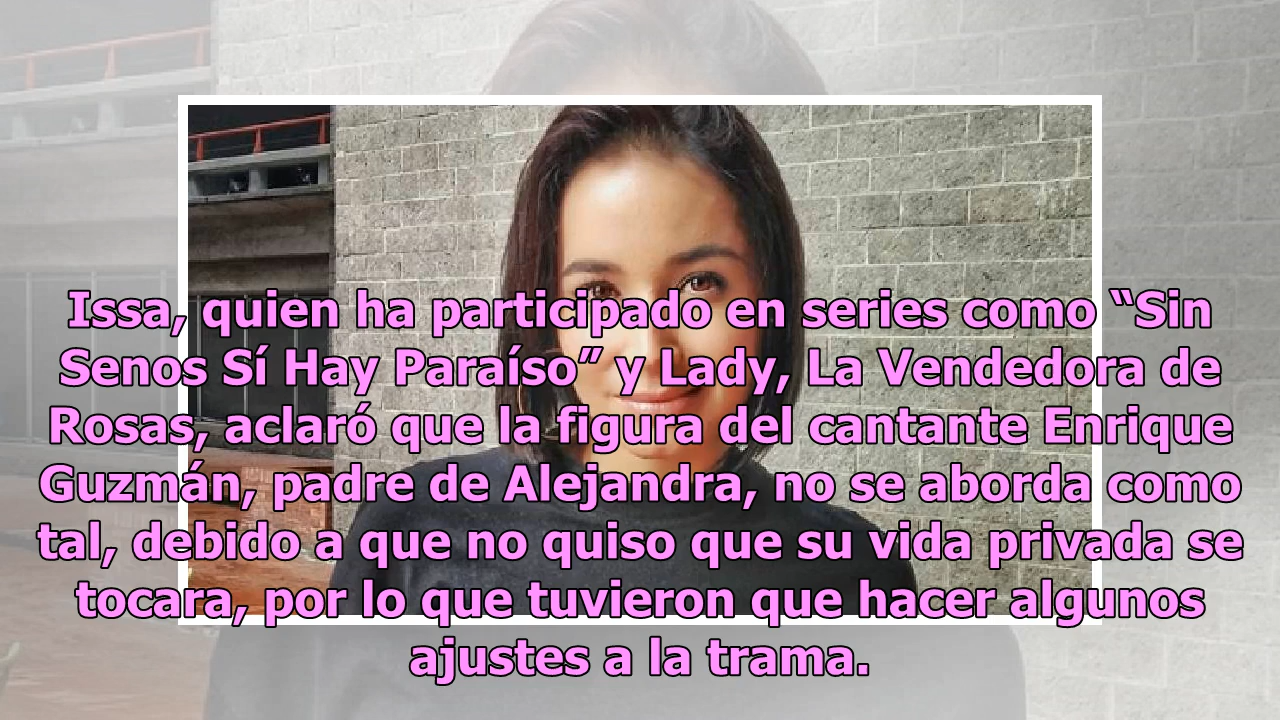 Issa, quien ha participado en series como “Sin
Senos Sí Hay Paraíso” y Lady, La Vendedora de
Rosas, aclaró que la figura del cantante Enrique
Guzmán, padre de Alejandra, no se aborda como
tal, debido a que no quiso que su vida privada se
tocara, por lo que tuvieron que hacer algunos
ajustes a la trama.